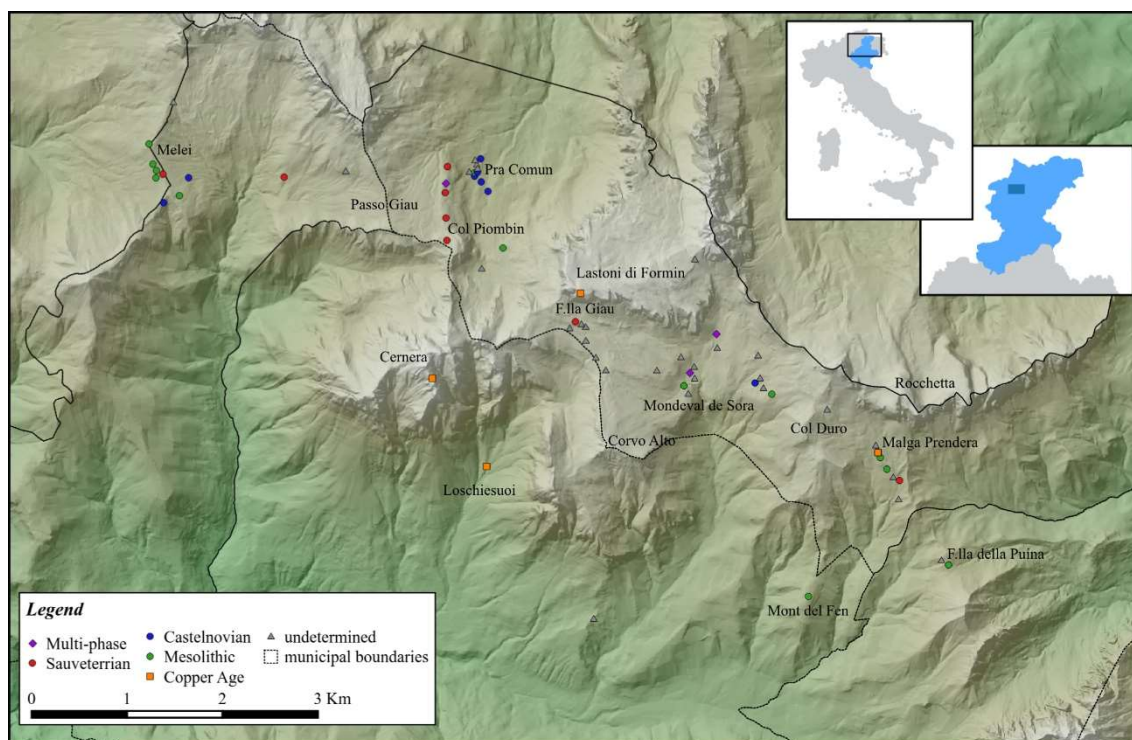 Melei
Pra Comun
Passo Giau
Col Piombin
Lastoni di Formin
F.lla Giau
Cernera
Rocchetta
Mondeval de Sora
Col Duro
Corvo Alto
Malga Prendera
Loschiesuoi
F.lla della Puina
Mont del Fen
Legend
Multi-phase
Sauveterrian
Castelnovian
Mesolithic
Copper Age
undetermined
municipal boundaries
0 1 2 3 Km